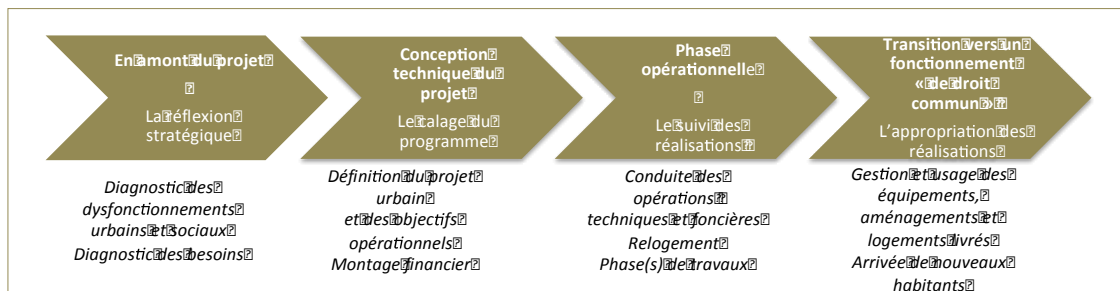 En amont du projet
La réflexion
stratégique
Conception
technique du
projet
Le calage du
programme
Phase
opérationnelle
Le suivi des
réalisations
Transition vers un
fonctionnement
« de droit
commun »
L'appropriation des
réalisations
Diagnostic des
dysfonctionnements
urbains et sociaux
Diagnostic des besoins
Définition du projet
urbain
et des objectifs
opérationnels
Montage financier
Conduite des
opérations
techniques et foncières
Relogement
Phase(s) de travaux
Gestion et usage des
équipements,
aménagements et
logements livrés
Arrivée de nouveaux
habitants